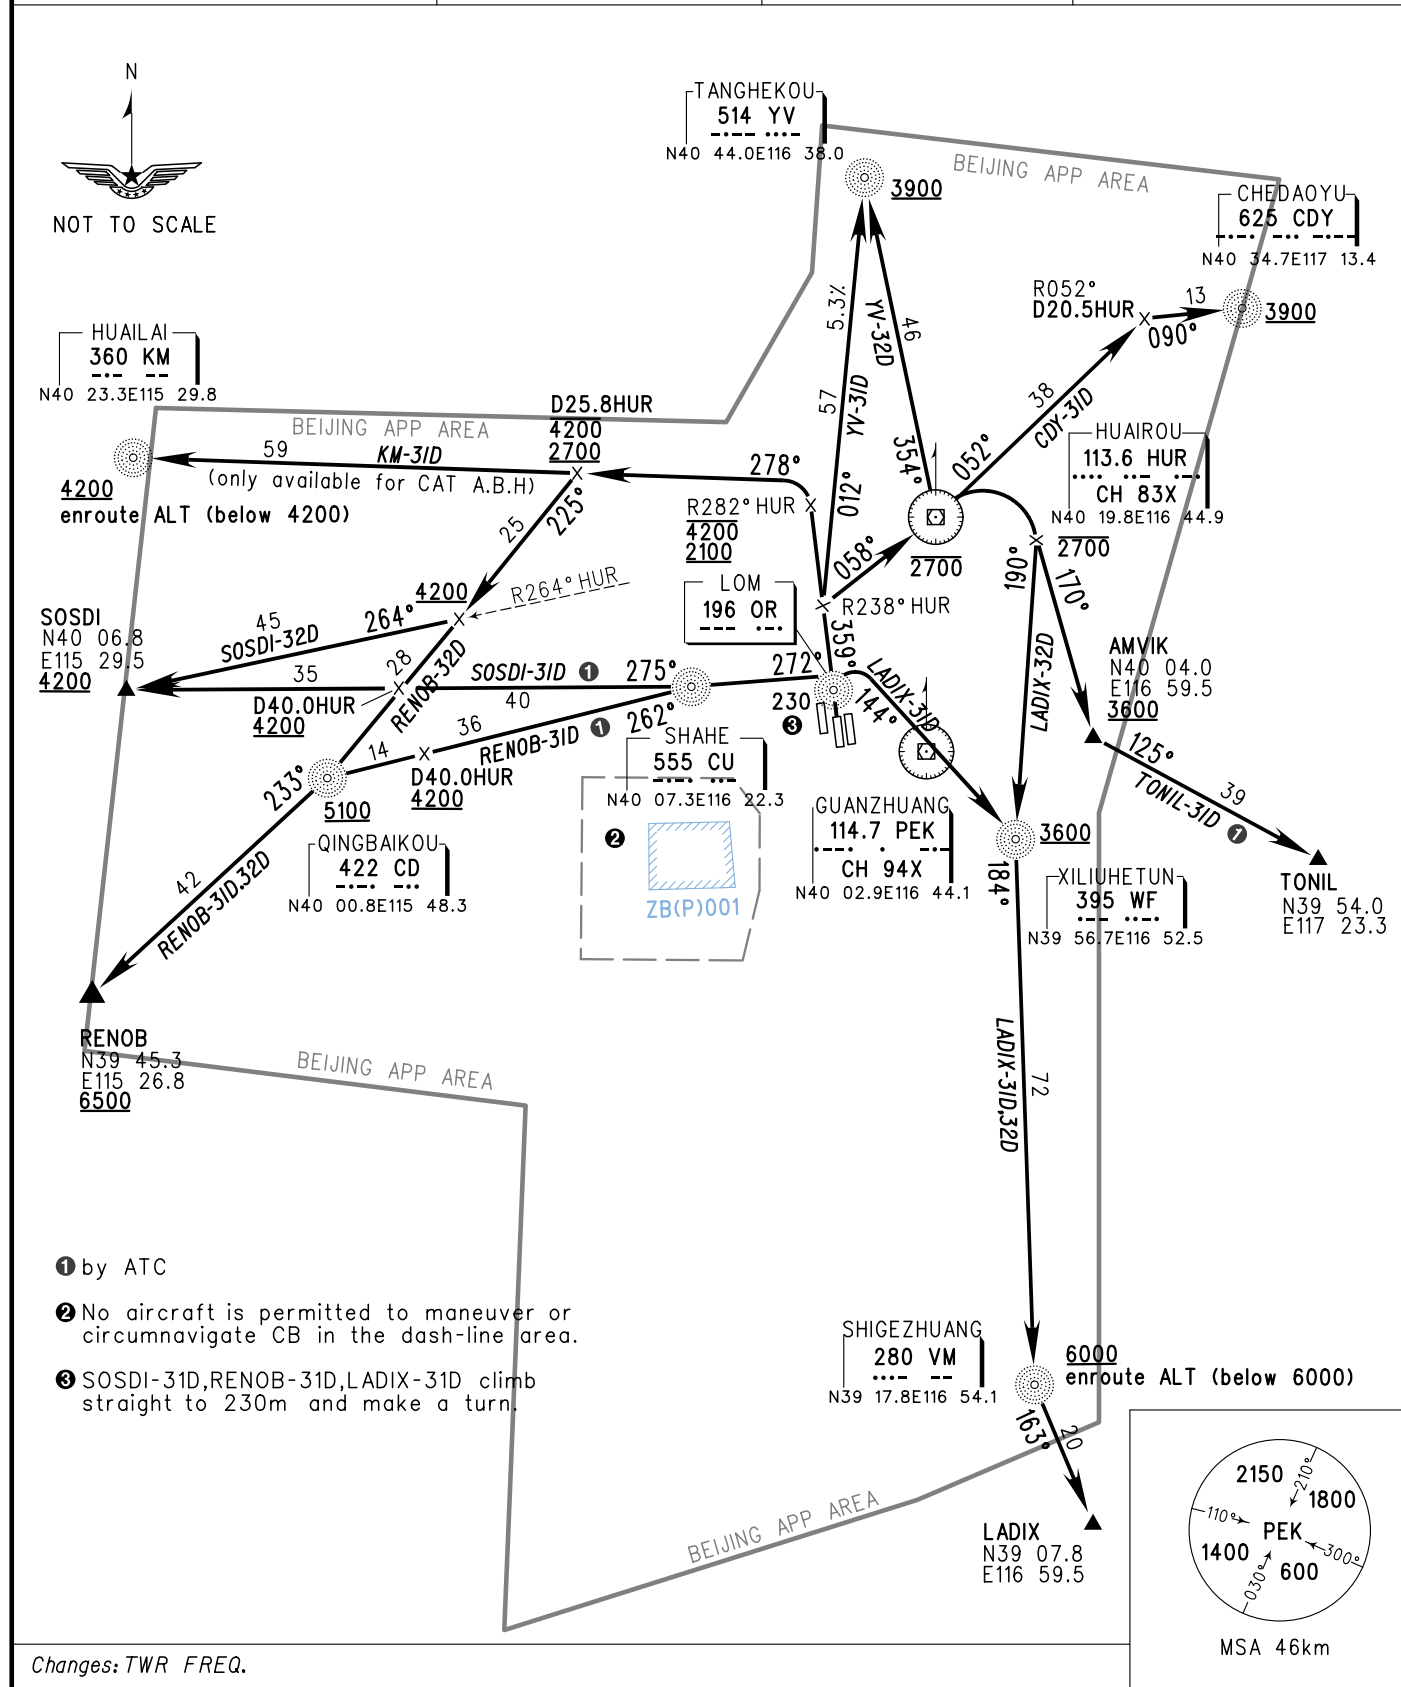 N
NOT TO SCALE
TANGHEKOU
514 YV
N40 44.0E116 38.0
3900
BEIJING APP AREA
CHEDAOYU
625 CDY
N40 34.7E117 13.4
3900
R052°
D20.5HUR
13
090°
HUAILAI
360 KM
N40 23.3E115 29.8
BEIJING APP AREA
D25.8HUR
4200
2700
59
KM-31D
(only available for CAT A.B.H)
4200
enroute ALT (below 4200)
278°
R282° HUR
4200
2100
5.3%
57
YV-31D
012°
46
YV-32D
354°
38
CDY-31D
052°
HUAIROU
113.6 HUR
CH 83X
N40 19.8E116 44.9
2700
2700
058°
R238° HUR
190°
170°
25
225°
4200
R264° HUR
LOM
196 OR
359°
SOSDI
N40 06.8
E115 29.5
4200
45
SOSDI-32D
264°
35
28
RENOB-32D
D40.0HUR
4200
SOSDI-31D ❶
275°
40
272°
230
❸
36
RENOB-31D ❶
262°
14
D40.0HUR
4200
SHAHE
555 CU
N40 07.3E116 22.3
LADIX-31D
144°
LADIX-32D
AMVIK
N40 04.0
E116 59.5
3600
125°
39
TONIL-31D ❶
TONIL
N39 54.0
E117 23.3
233°
5100
QINGBAIKOU
422 CD
N40 00.8E115 48.3
42
RENOB-31D,32D
❷
ZB(P)001
GUANZHUANG
114.7 PEK
CH 94X
N40 02.9E116 44.1
3600
184°
XILIUHETUN
395 WF
N39 56.7E116 52.5
RENOB
N39 45.3
E115 26.8
6500
BEIJING APP AREA
LADIX-31D,32D
72
❶ by ATC
❷ No aircraft is permitted to maneuver or
circumnavigate CB in the dash-line area.
❸ SOSDI-31D,RENOB-31D,LADIX-31D climb
straight to 230m and make a turn.
SHIGEZHUANG
280 VM
N39 17.8E116 54.1
6000
enroute ALT (below 6000)
163°
20
BEIJING APP AREA
LADIX
N39 07.8
E116 59.5
2150
210°
1800
110°
PEK
1400
300°
600
030°
MSA 46km
Changes: TWR FREQ.